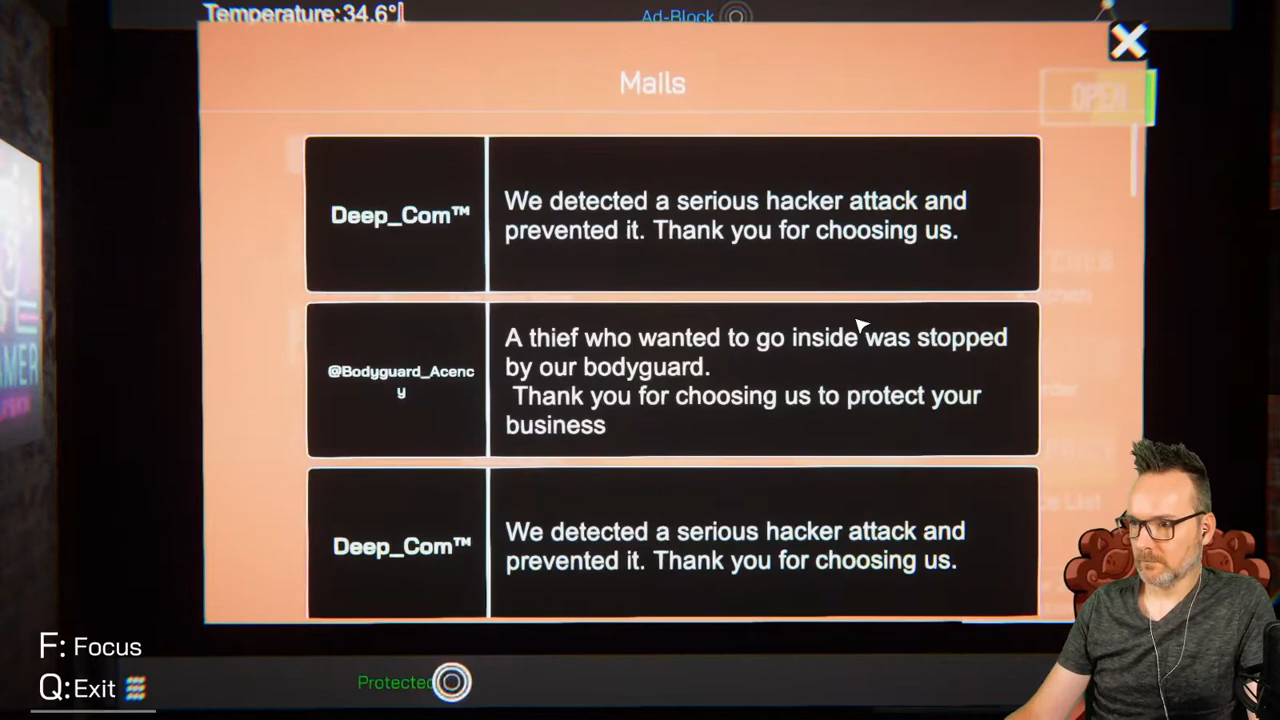 Temperature:34.6°
Ad-Block
Mails
OPEN
Deep_Com™
We detected a serious hacker attack and
prevented it. Thank you for choosing us.
@Bodyguard_Acenc
y
A thief who wanted to go inside was stopped
by our bodyguard.
Thank you for choosing us to protect your
business
Deep_Com™
We detected a serious hacker attack and
prevented it. Thank you for choosing us.
AMER
F: Focus
Q:Exit
Protected